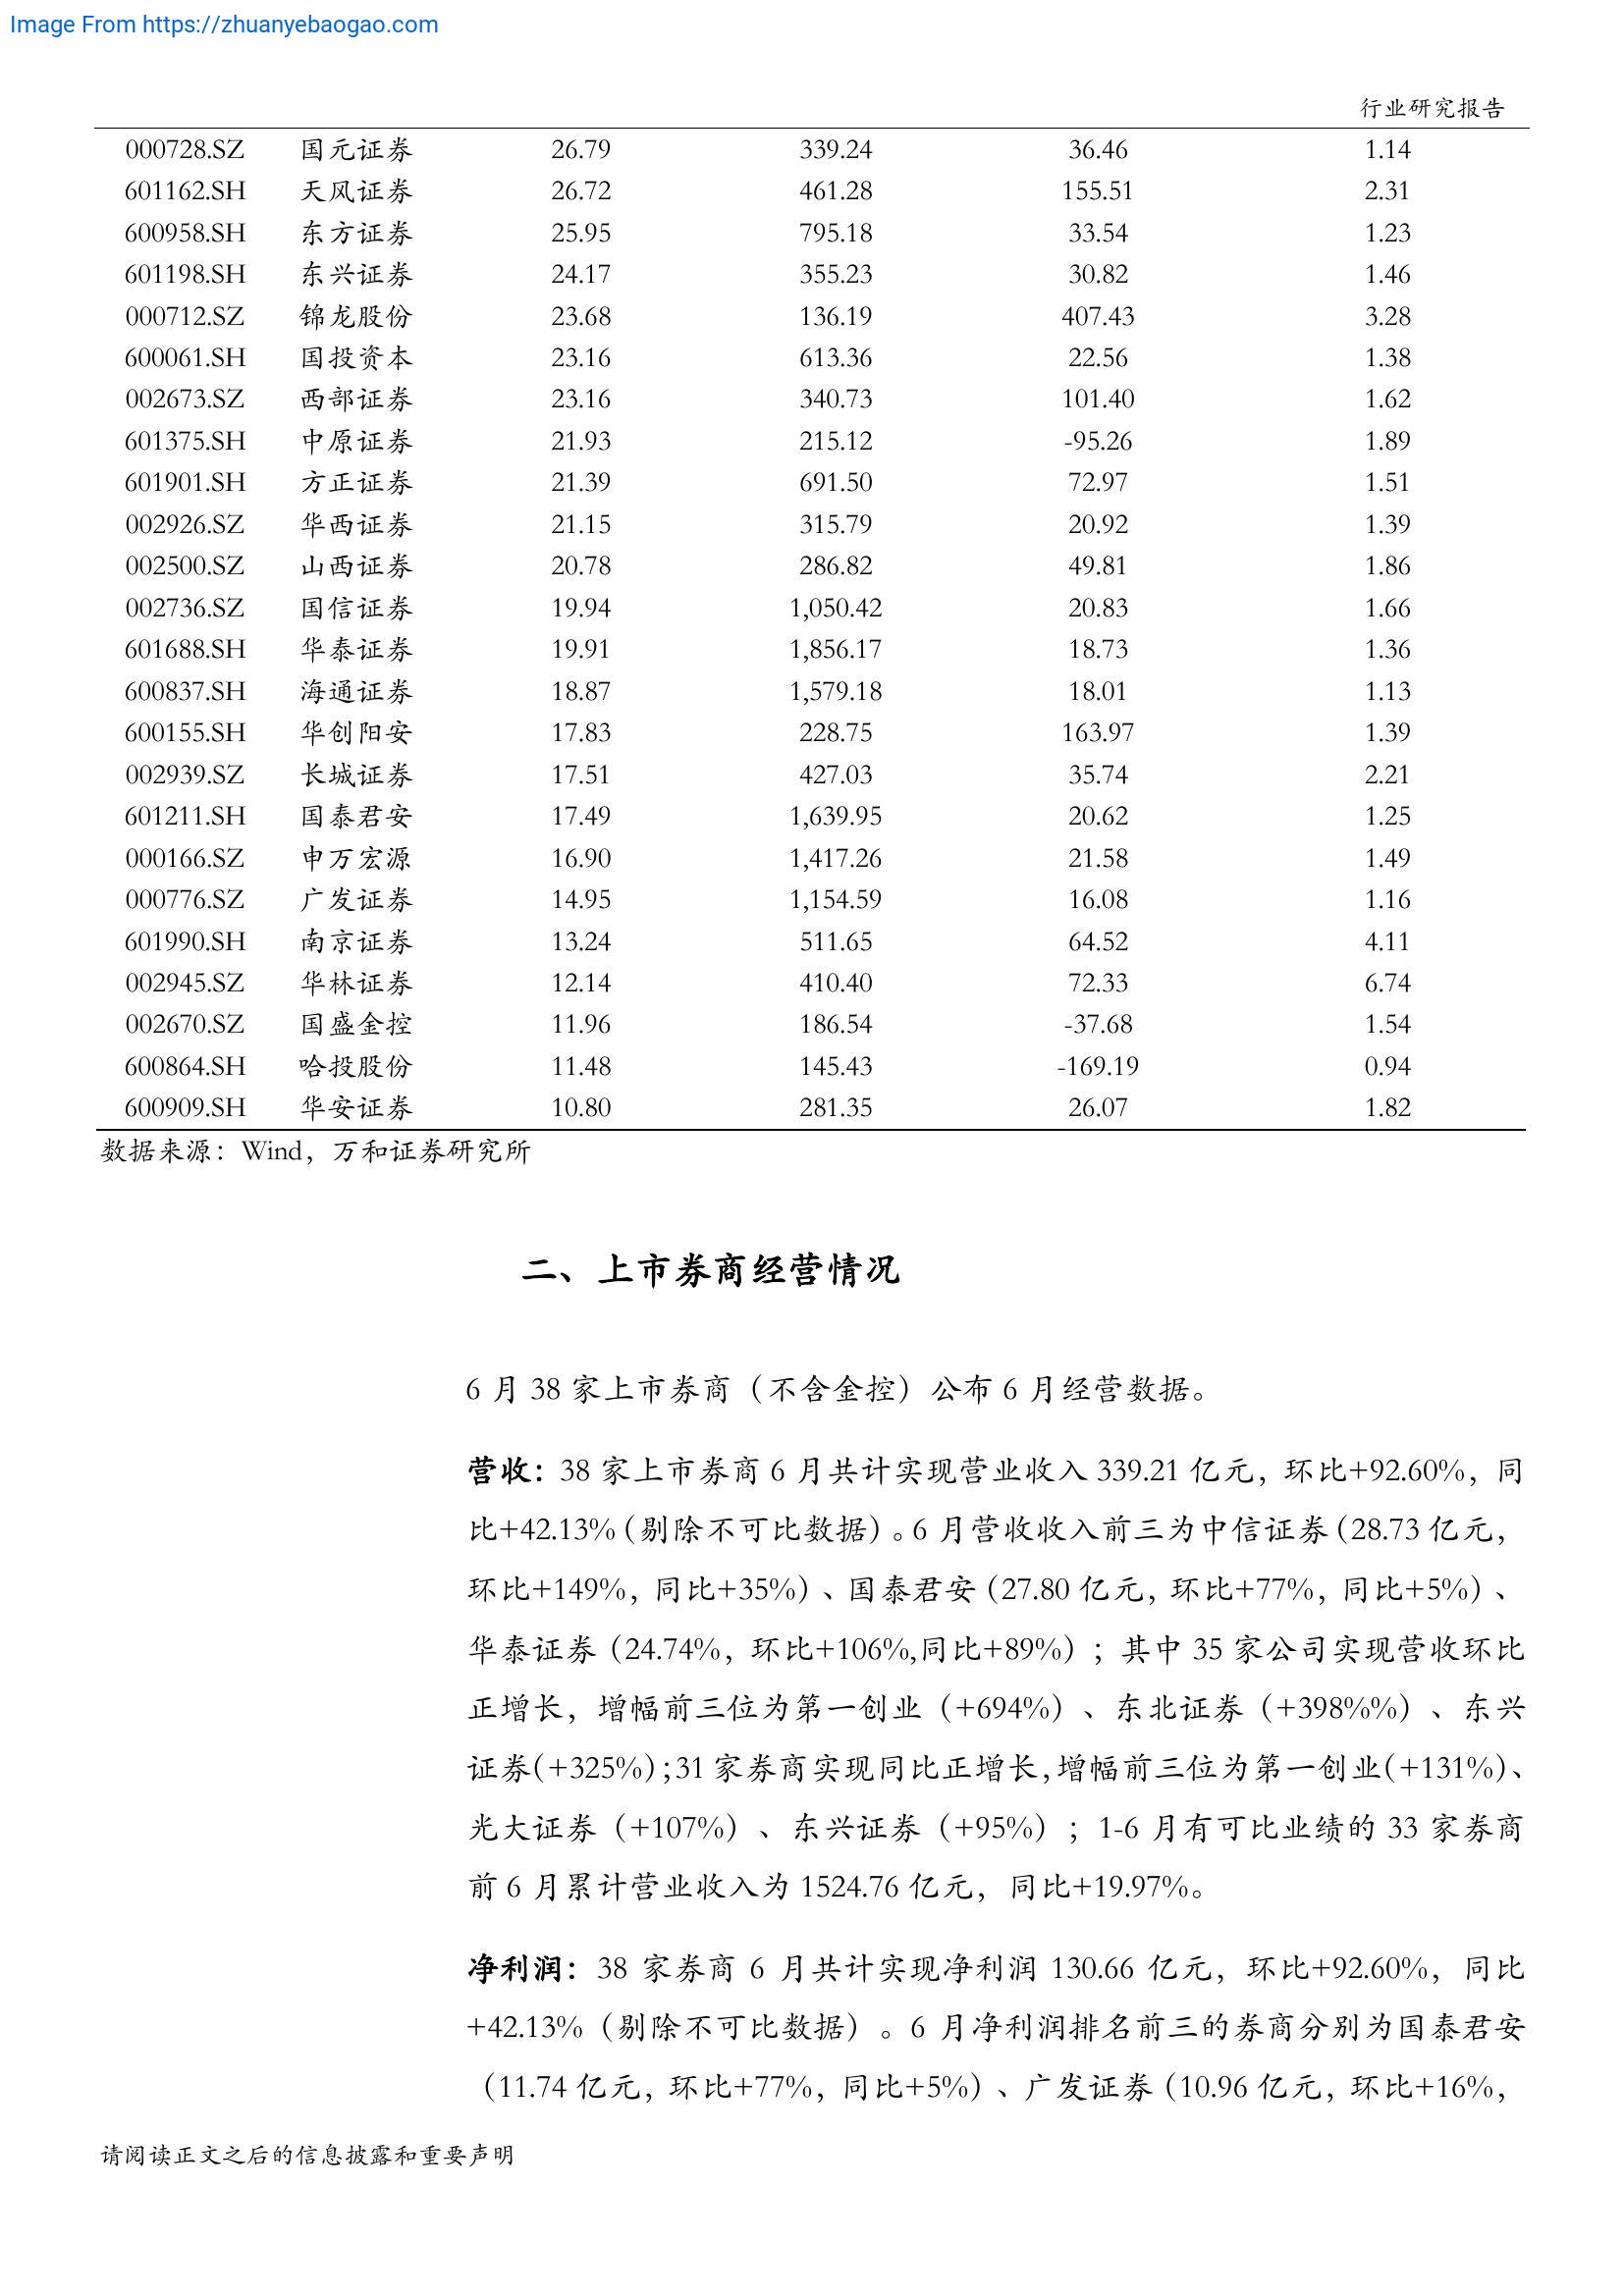 Image From https://zhuanyebaogao.com
行业研究报告
000728.SZ 国元证券 26.79 339.24 36.46 1.14
601162.SH 天风证券 26.72 461.28 155.51 2.31
600958.SH 东方证券 25.95 795.18 33.54 1.23
601198.SH 东兴证券 24.17 355.23 30.82 1.46
000712.SZ 锦龙股份 23.68 136.19 407.43 3.28
600061.SH 国投资本 23.16 613.36 22.56 1.38
002673.SZ 西部证券 23.16 340.73 101.40 1.62
601375.SH 中原证券 21.93 215.12 -95.26 1.89
601901.SH 方正证券 21.39 691.50 72.97 1.51
002926.SZ 华西证券 21.15 315.79 20.92 1.39
002500.SZ 山西证券 20.78 286.82 49.81 1.86
002736.SZ 国信证券 19.94 1,050.42 20.83 1.66
601688.SH 华泰证券 19.91 1,856.17 18.73 1.36
600837.SH 海通证券 18.87 1,579.18 18.01 1.13
600155.SH 华创阳安 17.83 228.75 163.97 1.39
002939.SZ 长城证券 17.51 427.03 35.74 2.21
601211.SH 国泰君安 17.49 1,639.95 20.62 1.25
000166.SZ 申万宏源 16.90 1,417.26 21.58 1.49
000776.SZ 广发证券 14.95 1,154.59 16.08 1.16
601990.SH 南京证券 13.24 511.65 64.52 4.11
002945.SZ 华林证券 12.14 410.40 72.33 6.74
002670.SZ 国盛金控 11.96 186.54 -37.68 1.54
600864.SH 哈投股份 11.48 145.43 -169.19 0.94
600909.SH 华安证券 10.80 281.35 26.07 1.82
数据来源：Wind，万和证券研究所
二、上市券商经营情况
6 月 38 家上市券商（不含金控）公布 6 月经营数据。
营收：38 家上市券商 6 月共计实现营业收入 339.21 亿元，环比+92.60%，同
比+42.13%（剔除不可比数据）。6 月营收收入前三为中信证券（28.73 亿元，
环比+149%，同比+35%）、国泰君安（27.80 亿元，环比+77%，同比+5%）、
华泰证券（24.74%，环比+106%,同比+89%）；其中 35 家公司实现营收环比
正增长，增幅前三位为第一创业（+694%）、东北证券（+398%%）、东兴
证券(+325%)；31 家券商实现同比正增长，增幅前三位为第一创业(+131%)、
光大证券（+107%）、东兴证券（+95%）；1-6 月有可比业绩的 33 家券商
前 6 月累计营业收入为 1524.76 亿元，同比+19.97%。
净利润：38 家券商 6 月共计实现净利润 130.66 亿元，环比+92.60%，同比
+42.13%（剔除不可比数据）。6 月净利润排名前三的券商分别为国泰君安
（11.74 亿元，环比+77%，同比+5%）、广发证券（10.96 亿元，环比+16%，
请阅读正文之后的信息披露和重要声明